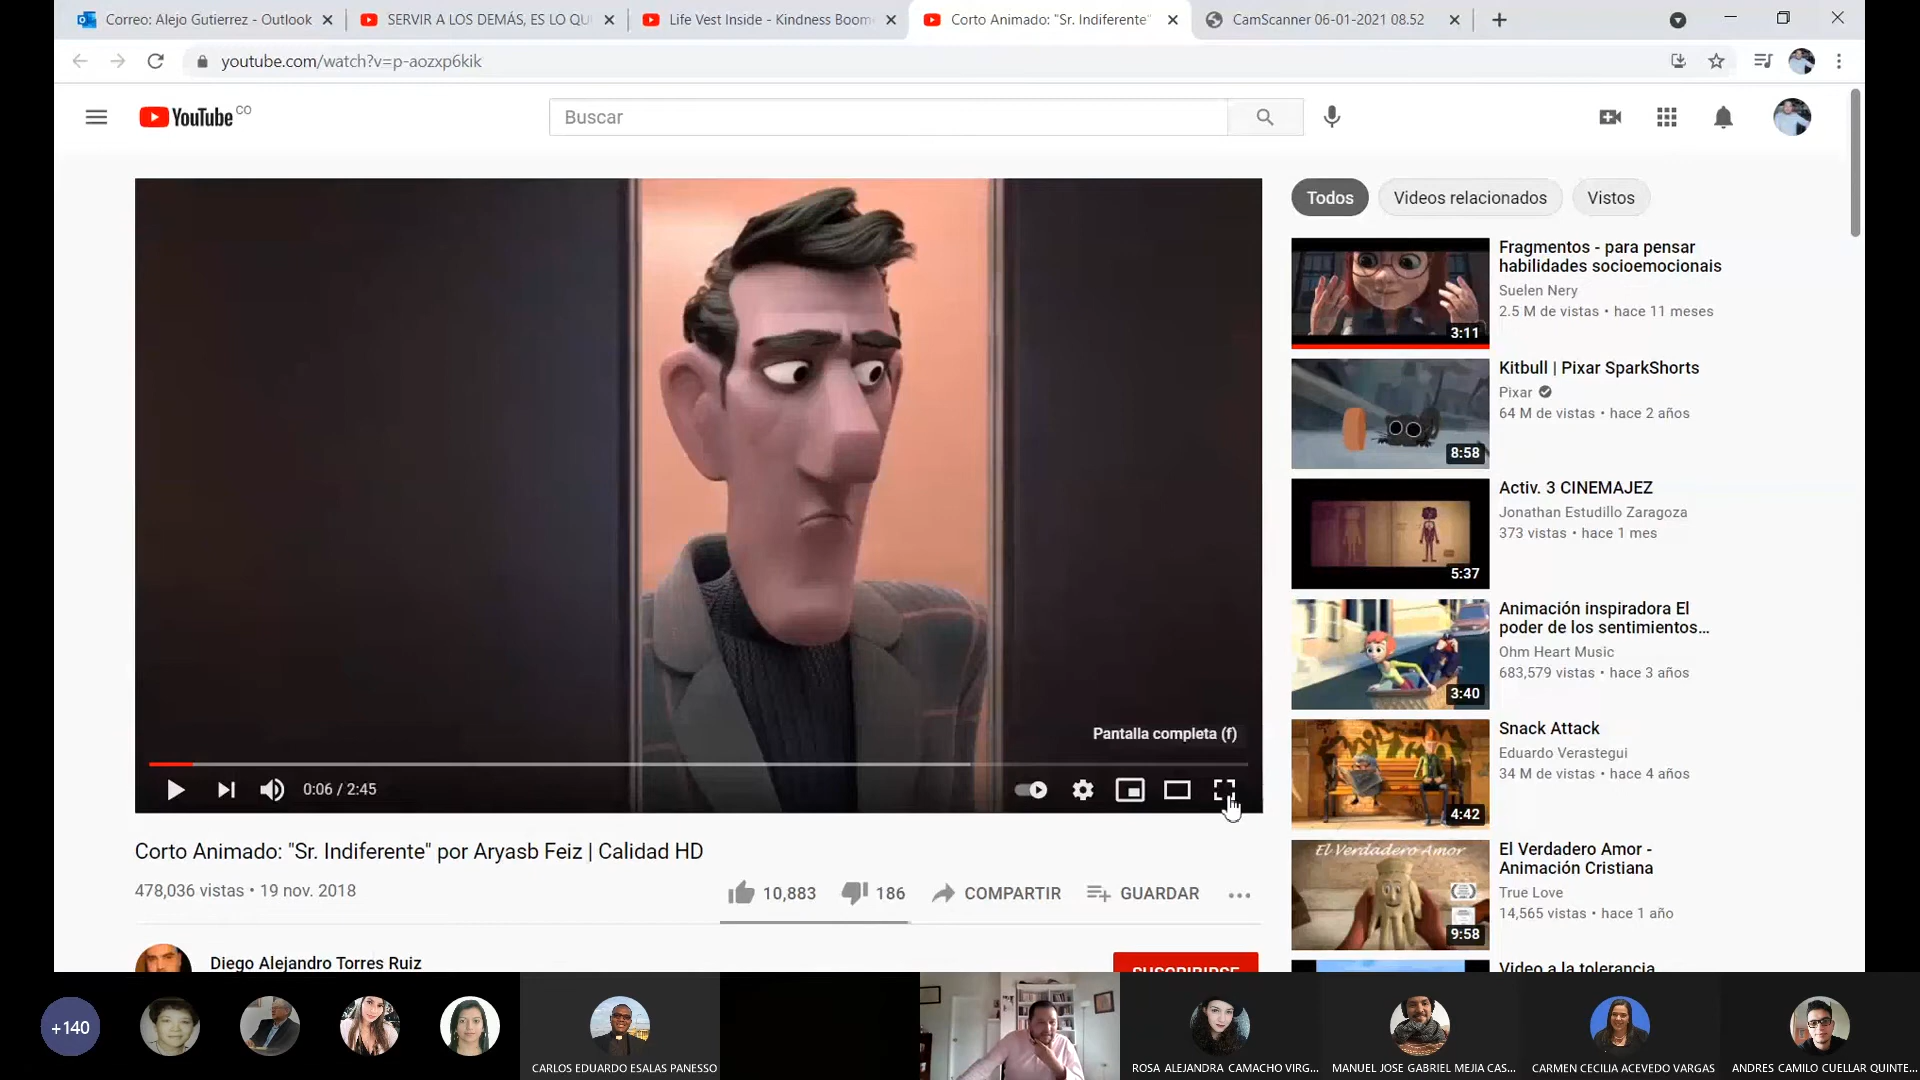 Correo: Alejo Gutierrez - Outlook
SERVIR A LOS DEMÁS, ES LO QU
Life Vest Inside - Kindness Boom
Corto Animado: "Sr. Indiferente"
CamScanner 06-01-2021 08.52
youtube.com/watch?v=p-aozxp6kik
YouTube CO
Buscar
Todos
Videos relacionados
Vistos
Fragmentos - para pensar
habilidades socioemocionais
Suelen Nery
2.5 M de vistas • hace 11 meses
3:11
Kitbull | Pixar SparkShorts
Pixar
64 M de vistas • hace 2 años
8:58
Activ. 3 CINEMAJEZ
Jonathan Estudillo Zaragoza
373 vistas • hace 1 mes
5:37
Animación inspiradora El
poder de los sentimientos...
Ohm Heart Music
683,579 vistas • hace 3 años
3:40
Snack Attack
Eduardo Verastegui
34 M de vistas • hace 4 años
4:42
El Verdadero Amor
El Verdadero Amor -
Animación Cristiana
True Love
14,565 vistas • hace 1 año
9:58
Video a la tolerancia
Pantalla completa (f)
0:06 / 2:45
Corto Animado: "Sr. Indiferente" por Aryasb Feiz | Calidad HD
478,036 vistas • 19 nov. 2018
10,883
186
COMPARTIR
GUARDAR
Diego Alejandro Torres Ruiz
SUSCRIBIRSE
+140
CARLOS EDUARDO ESALAS PANESSO
ROSA ALEJANDRA CAMACHO VIRG...
MANUEL JOSE GABRIEL MEJIA CAS...
CARMEN CECILIA ACEVEDO VARGAS
ANDRES CAMILO CUELLAR QUINTE...